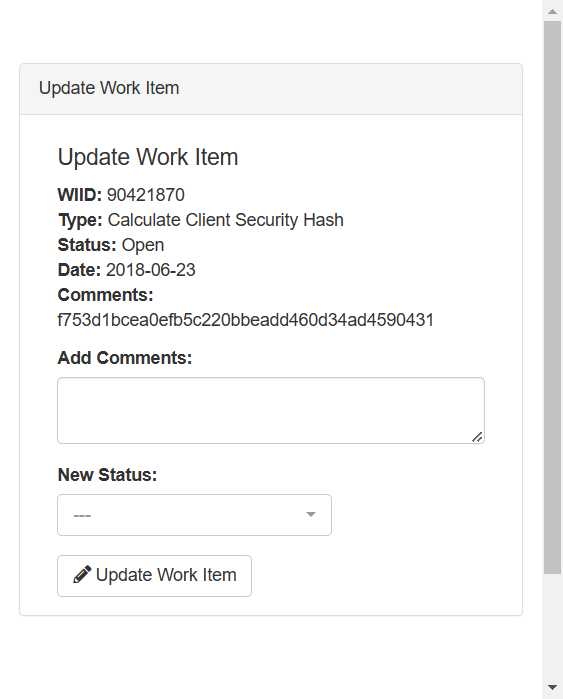 Update Work Item
Update Work Item
WIID: 90421870
Type: Calculate Client Security Hash
Status: Open
Date: 2018-06-23
Comments:
f753d1bcea0efb5c220bbeadd460d34ad4590431
Add Comments:
New Status:
---
Update Work Item